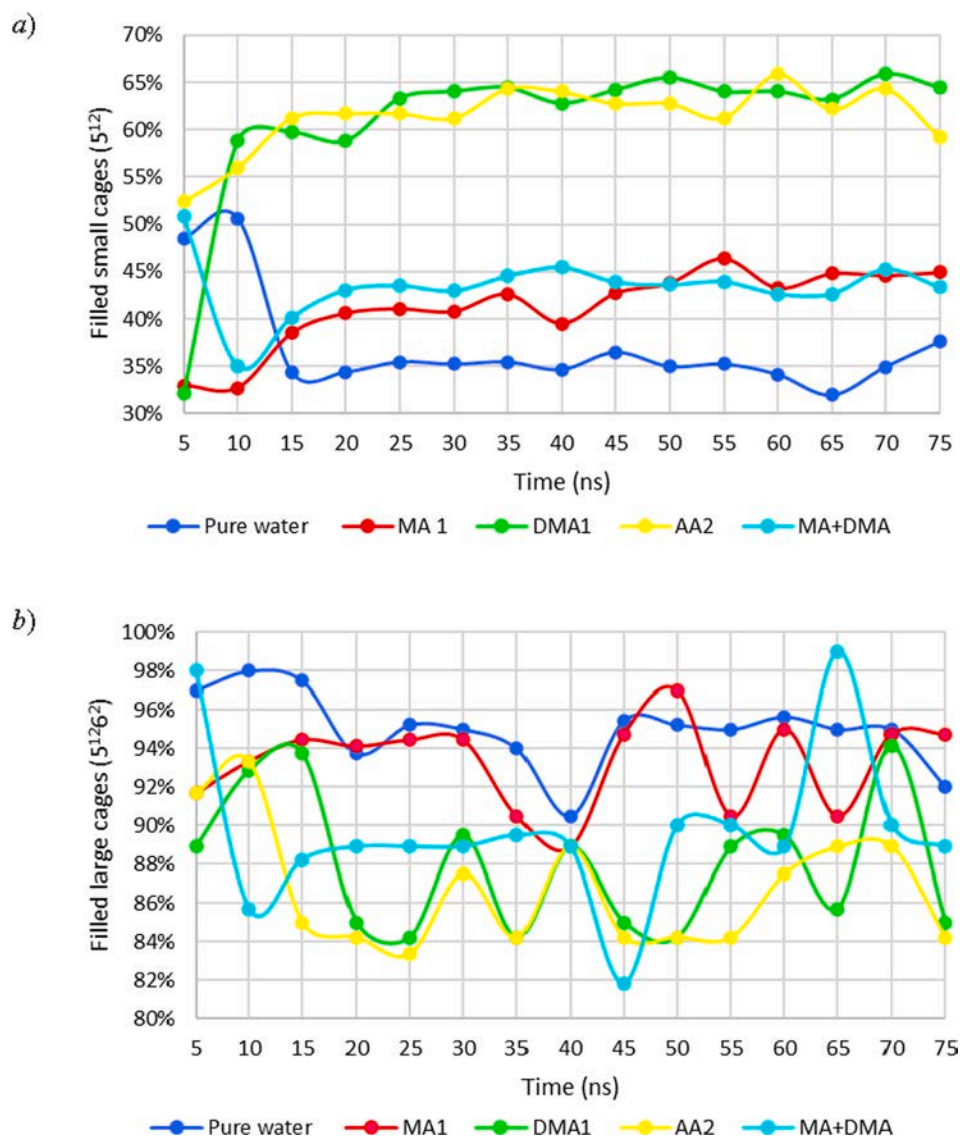 a)
70%
65%
60%
55%
50%
45%
40%
35%
30%
Filled small cages (5¹²)
5 10 15 20 25 30 35 40 45 50 55 60 65 70 75
Time (ns)
Pure water MA 1 DMA1 AA2 MA+DMA
b)
100%
98%
96%
94%
92%
90%
88%
86%
84%
82%
80%
Filled large cages (5¹²6²)
5 10 15 20 25 30 35 40 45 50 55 60 65 70 75
Time (ns)
Pure water MA1 DMA1 AA2 MA+DMA